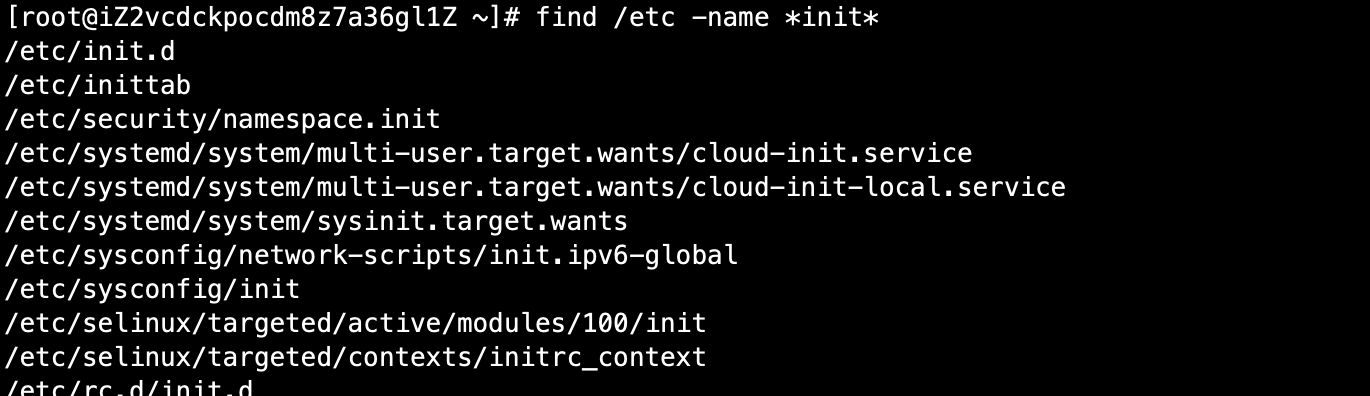 [root@iZ2vcdckpocdm8z7a36gl1Z ~]# find /etc -name *init*
/etc/init.d
/etc/inittab
/etc/security/namespace.init
/etc/systemd/system/multi-user.target.wants/cloud-init.service
/etc/systemd/system/multi-user.target.wants/cloud-init-local.service
/etc/systemd/system/sysinit.target.wants
/etc/sysconfig/network-scripts/init.ipv6-global
/etc/sysconfig/init
/etc/selinux/targeted/active/modules/100/init
/etc/selinux/targeted/contexts/initrc_context
/etc/rc.d/init.d